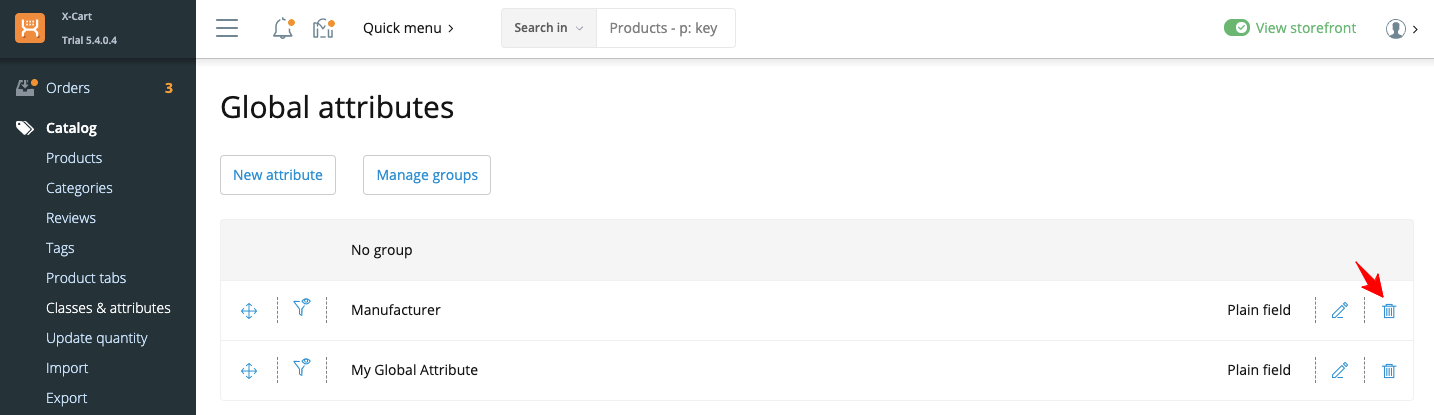 X-Cart
Trial 5.4.0.4
Quick menu
Search in
Products - p: key
View storefront
Orders 3
Catalog
Products
Categories
Reviews
Tags
Product tabs
Classes & attributes
Update quantity
Import
Export
Global attributes
New attribute Manage groups
No group
Manufacturer Plain field
My Global Attribute Plain field